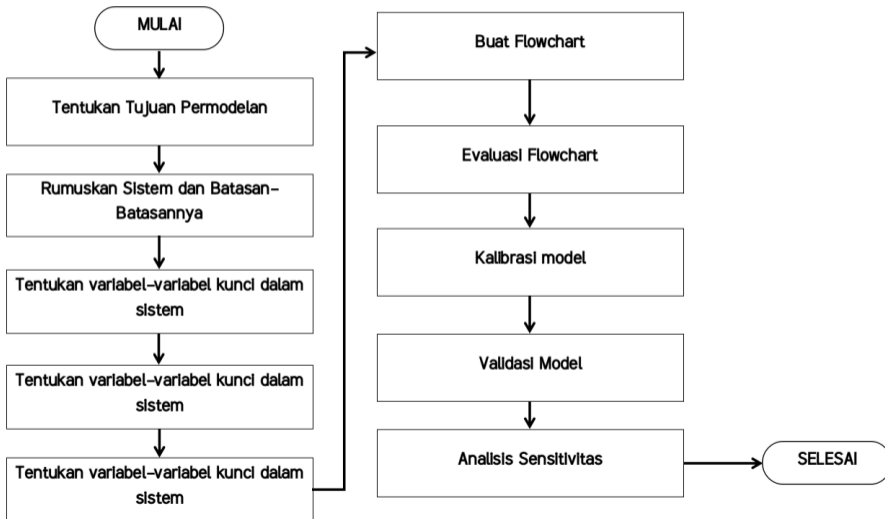 MULAI
Tentukan Tujuan Permodelan
Rumuskan Sistem dan Batasan-
Batasannya
Tentukan variabel-variabel kunci dalam
sistem
Tentukan variabel-variabel kunci dalam
sistem
Tentukan variabel-variabel kunci dalam
sistem
Buat Flowchart
Evaluasi Flowchart
Kalibrasi model
Validasi Model
Analisis Sensitivitas
SELESAI